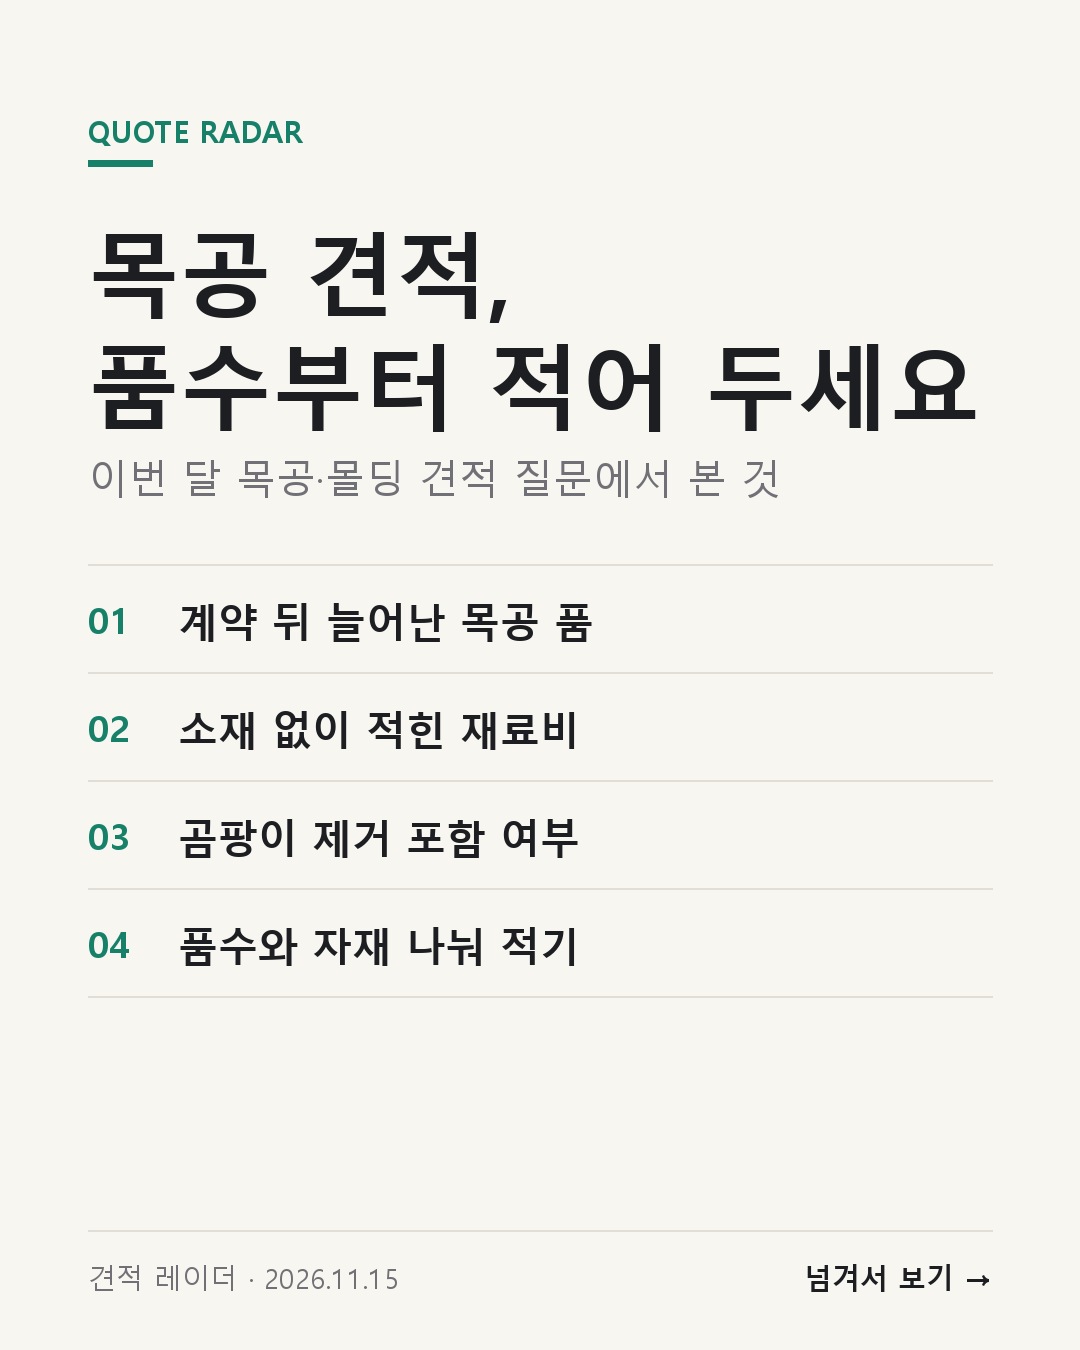 QUOTE RADAR
목공 견적,
품수부터 적어 두세요
이번 달 목공·몰딩 견적 질문에서 본 것
01 계약 뒤 늘어난 목공 품
02 소재 없이 적힌 재료비
03 곰팡이 제거 포함 여부
04 품수와 자재 나눠 적기
견적 레이더 · 2026.11.15
넘겨서 보기 →